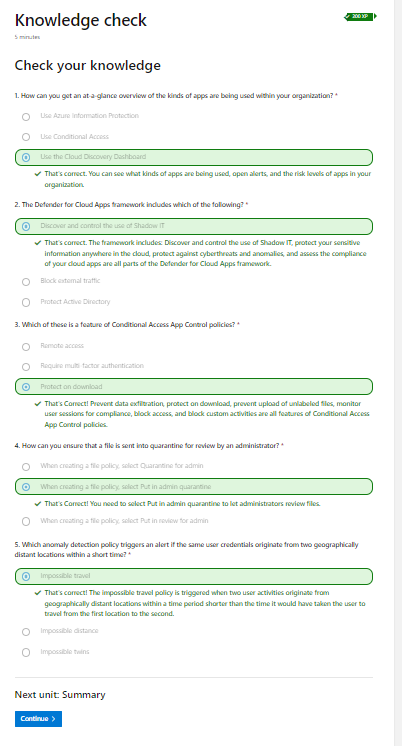 Knowledge check
200 XP
5 minutes
Check your knowledge
1. How can you get an at-a-glance overview of the kinds of apps are being used within your organization? *
Use Azure Information Protection
Use Conditional Access
Use the Cloud Discovery Dashboard
That's correct. You can see what kinds of apps are being used, open alerts, and the risk levels of apps in your
organization.
2. The Defender for Cloud Apps framework includes which of the following? *
Discover and control the use of Shadow IT
That's correct. The framework includes: Discover and control the use of Shadow IT, protect your sensitive
information anywhere in the cloud, protect against cyberthreats and anomalies, and assess the compliance
of your cloud apps are all parts of the Defender for Cloud Apps framework.
Block external traffic
Protect Active Directory
3. Which of these is a feature of Conditional Access App Control policies? *
Remote access
Require multi-factor authentication
Protect on download
That's Correct! Prevent data exfiltration, protect on download, prevent upload of unlabeled files, monitor
user sessions for compliance, block access, and block custom activities are all features of Conditional Access
App Control policies.
4. How can you ensure that a file is sent into quarantine for review by an administrator? *
When creating a file policy, select Quarantine for admin
When creating a file policy, select Put in admin quarantine
That's Correct! You need to select Put in admin quarantine to let administrators review files.
When creating a file policy, select Put in review for admin
5. Which anomaly detection policy triggers an alert if the same user credentials originate from two geographically
distant locations within a short time? *
Impossible travel
That's correct! The impossible travel policy is triggered when two user activities originate from
geographically distant locations within a time period shorter than the time it would have taken the user to
travel from the first location to the second.
Impossible distance
Impossible twins
Next unit: Summary
Continue >